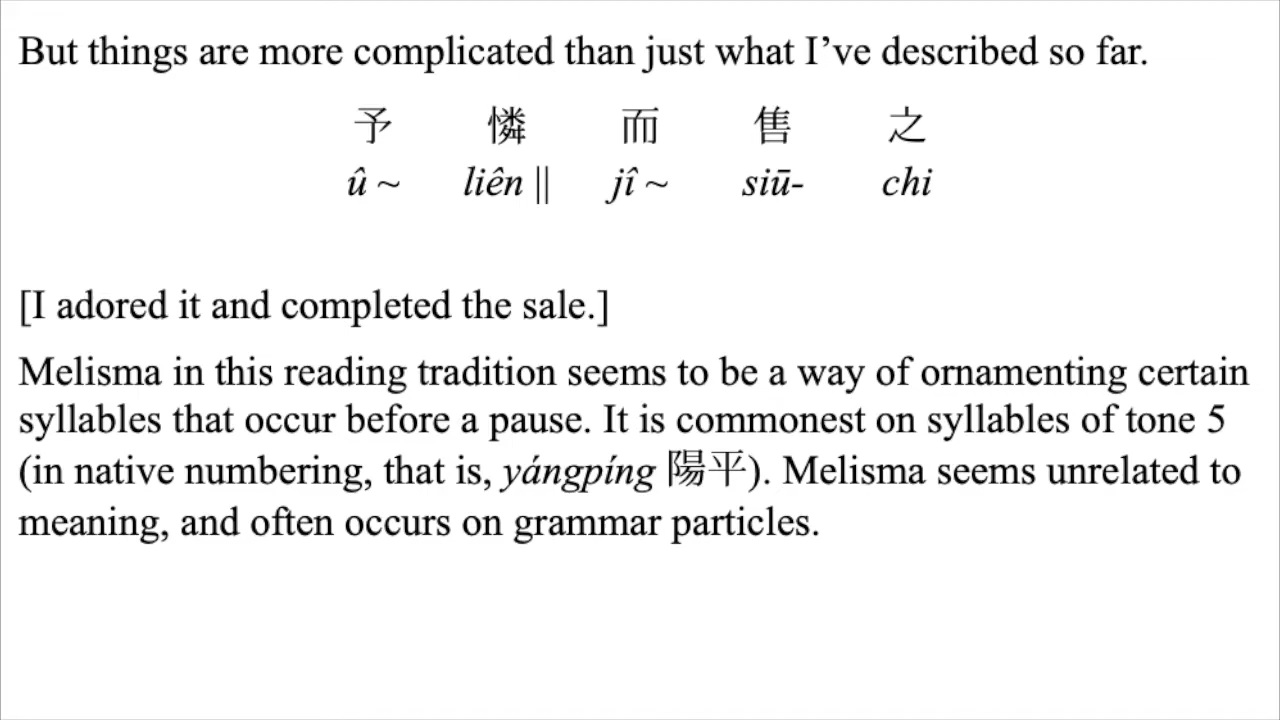 But things are more complicated than just what I’ve described so far.
予 憐 而 售 之
û ~ liên || jî ~ siū- chi
[I adored it and completed the sale.]
Melisma in this reading tradition seems to be a way of ornamenting certain
syllables that occur before a pause. It is commonest on syllables of tone 5
(in native numbering, that is, yángpíng 陽平). Melisma seems unrelated to
meaning, and often occurs on grammar particles.